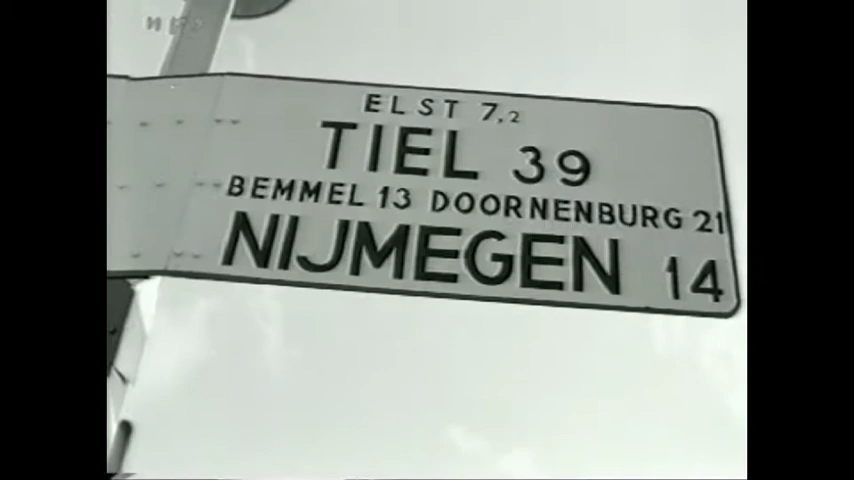 ELST 7,2
TIEL 39
BEMMEL 13 DOORNENBURG 21
NIJMEGEN 14